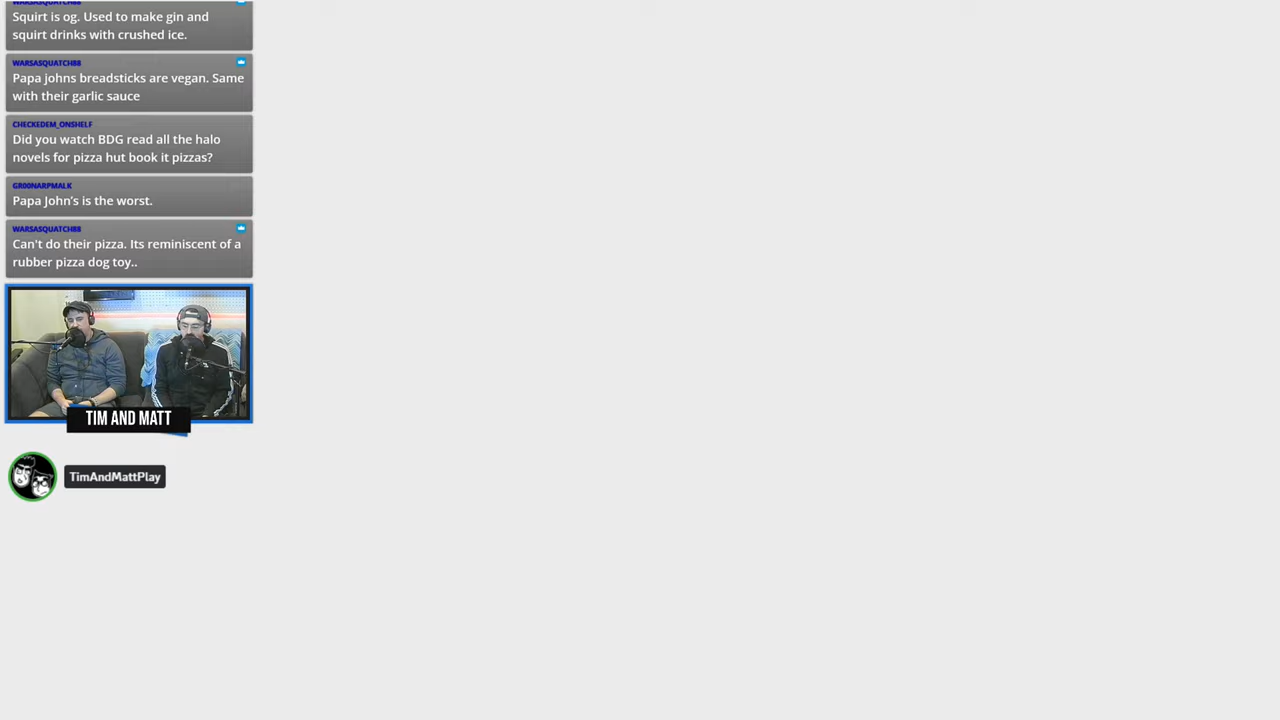 WARSASQUATCH88
Squirt is og. Used to make gin and
squirt drinks with crushed ice.
WARSASQUATCH88
Papa johns breadsticks are vegan. Same
with their garlic sauce
CHECKEDEM_ONSHELF
Did you watch BDG read all the halo
novels for pizza hut book it pizzas?
GR00NARPMALK
Papa John's is the worst.
WARSASQUATCH88
Can't do their pizza. Its reminiscent of a
rubber pizza dog toy..
TIM AND MATT
TimAndMattPlay